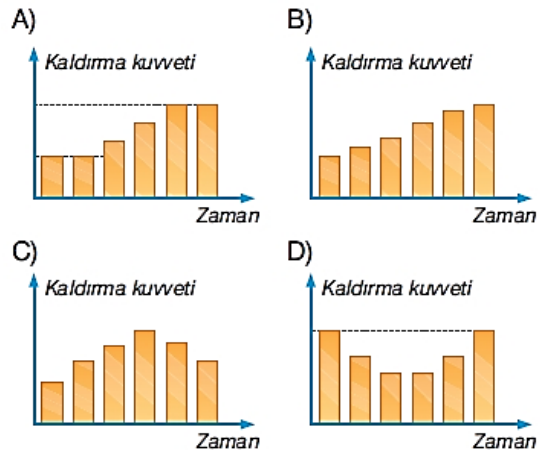 A)
Kaldırma kuvveti
Zaman
B)
Kaldırma kuvveti
Zaman
C)
Kaldırma kuvveti
Zaman
D)
Kaldırma kuvveti
Zaman